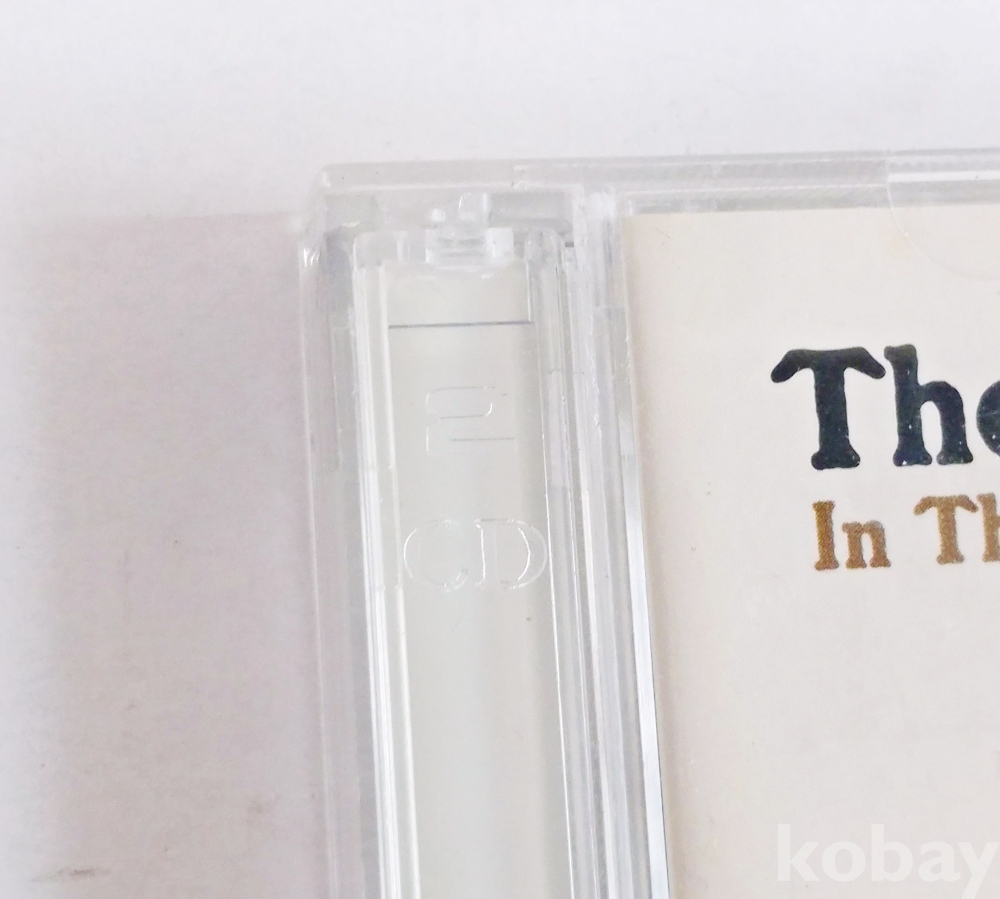 2
CD
The
In Th
kobay